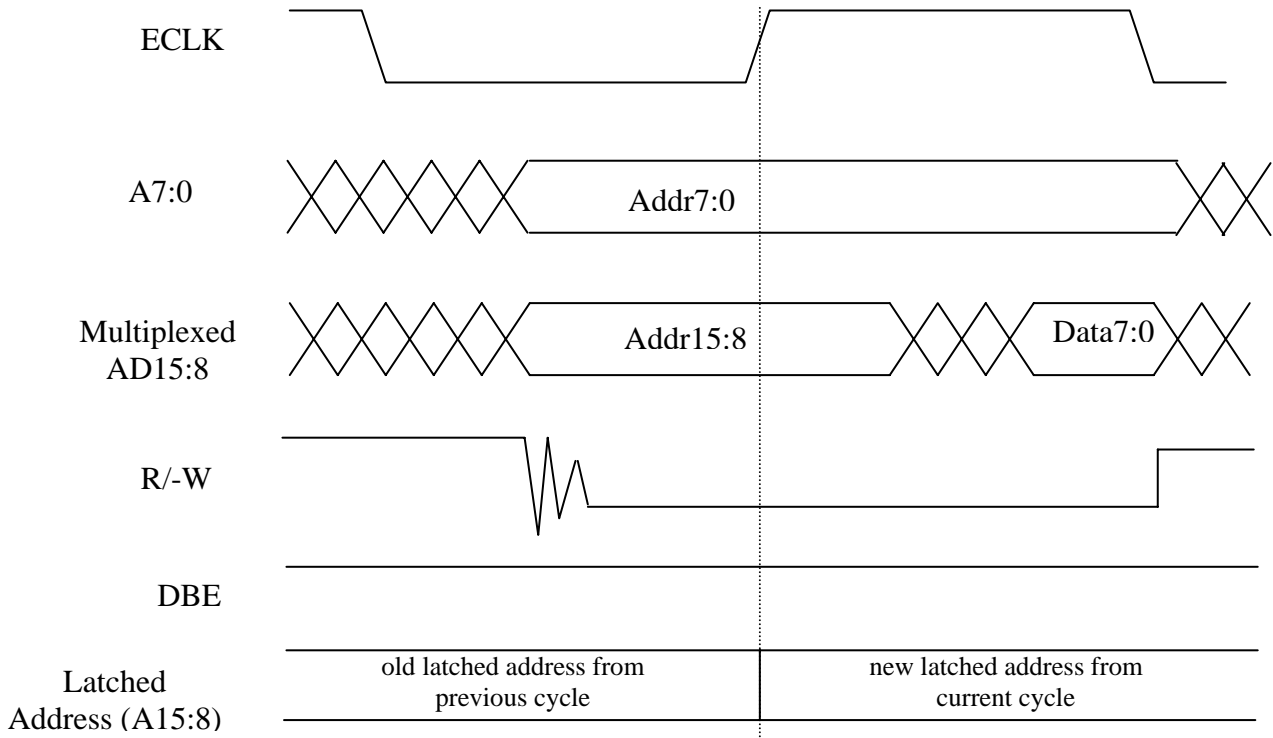 ECLK
A7:0
Addr7:0
Multiplexed
AD15:8
Addr15:8
Data7:0
R/-W
DBE
Latched
Address (A15:8)
old latched address from
previous cycle
new latched address from
current cycle